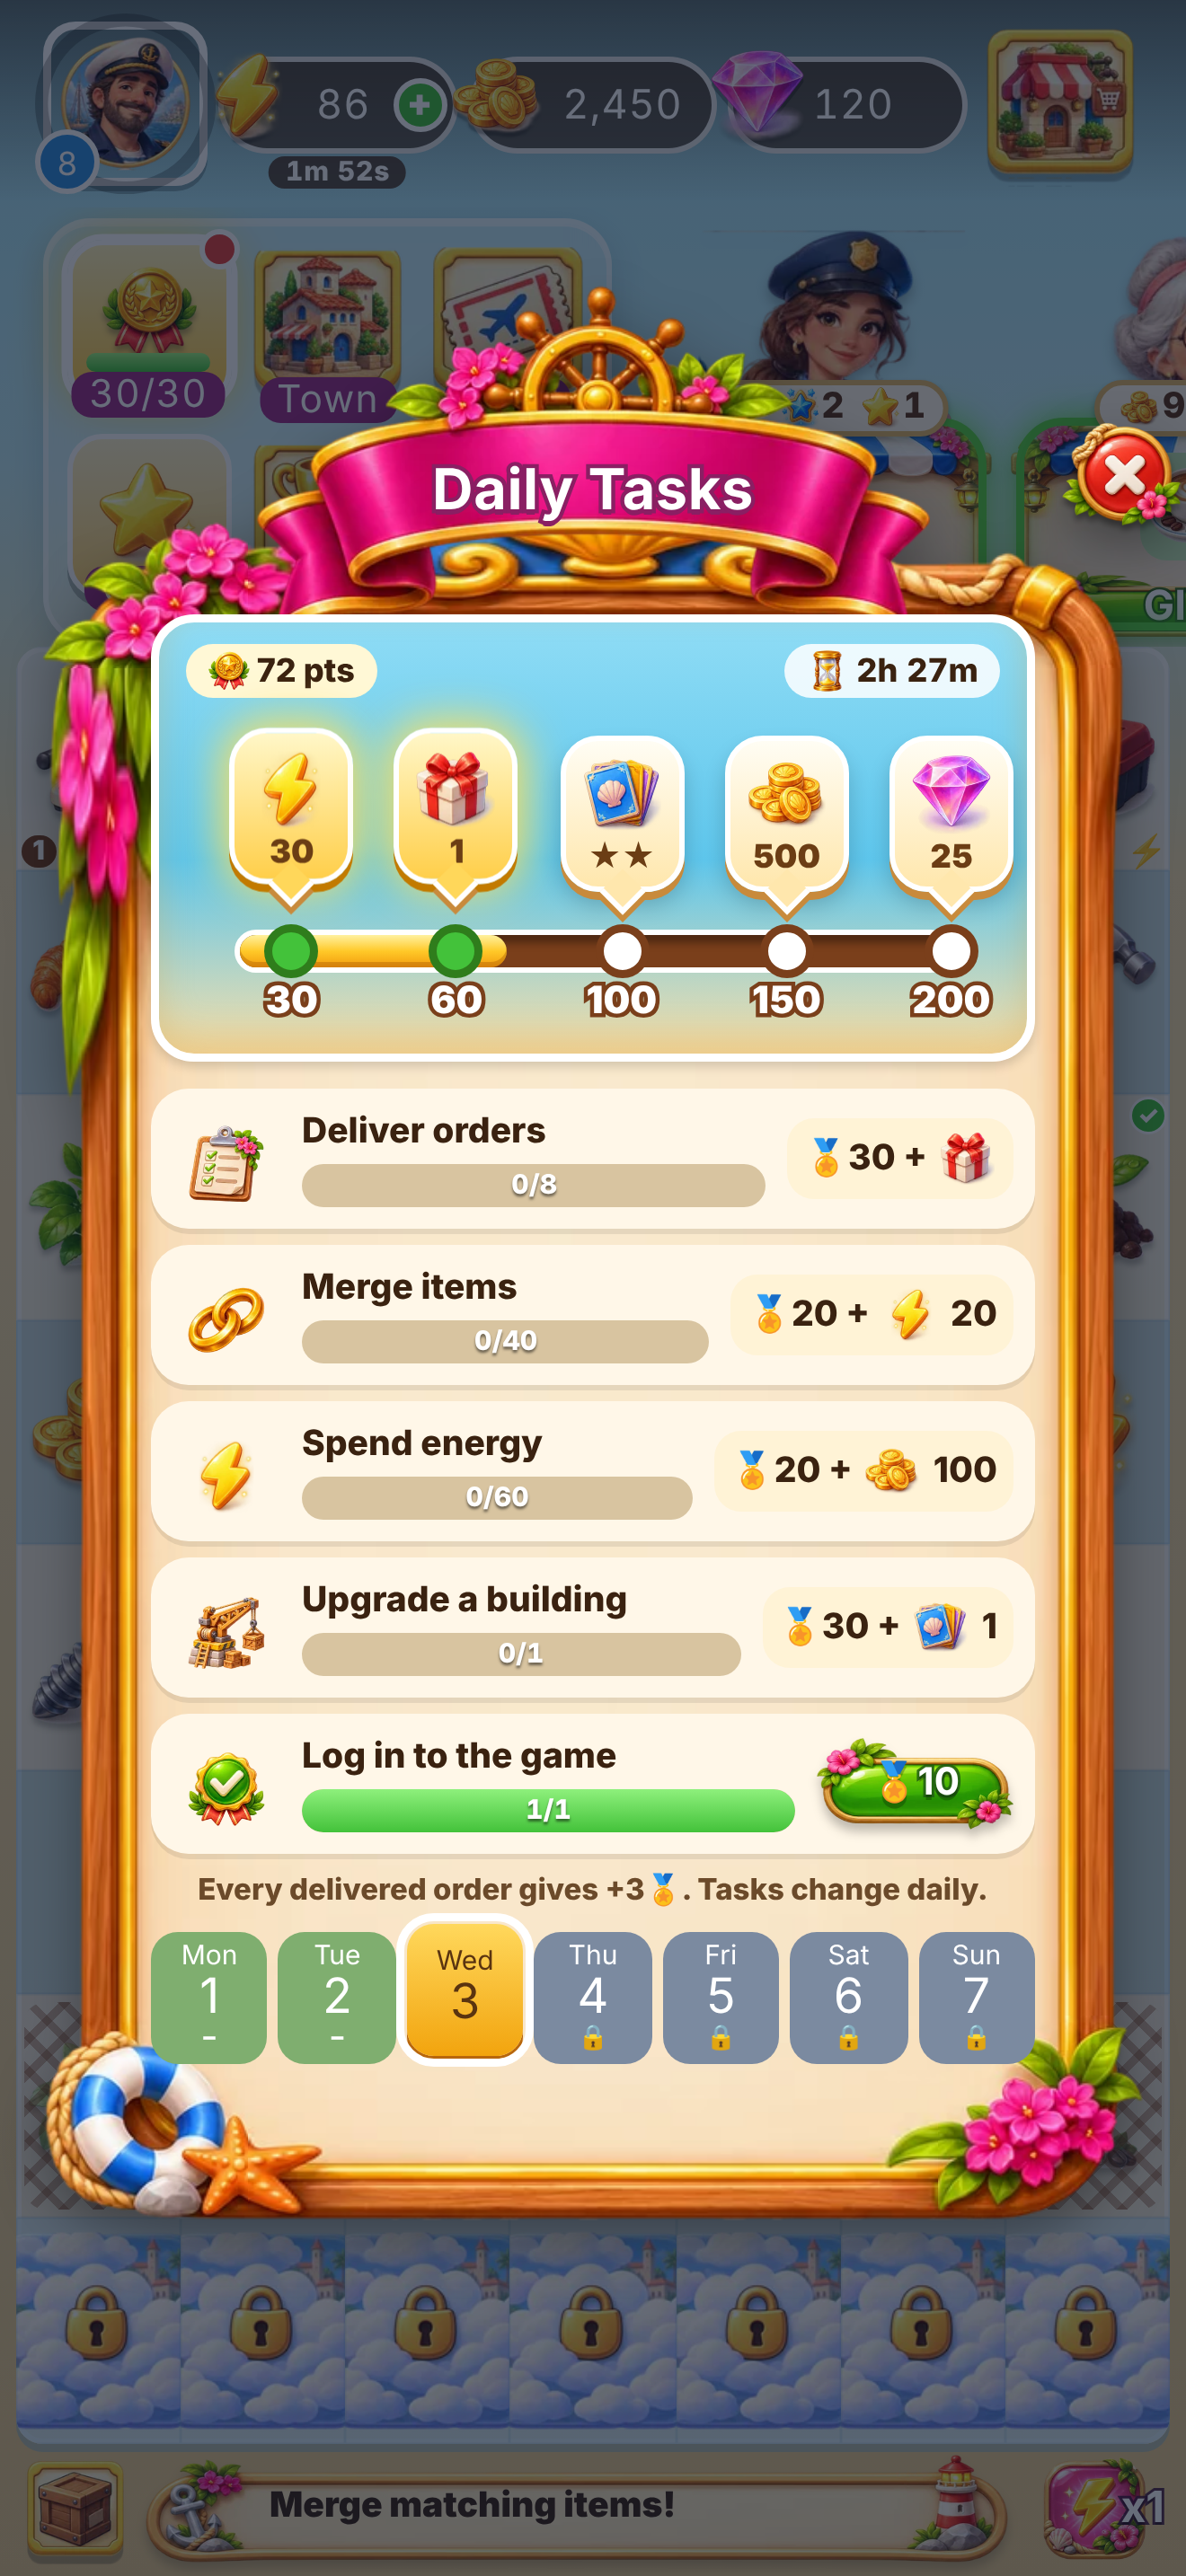 86
2,450
120
8
1m 52s
30/30
Town
2 1
9
Daily Tasks
Gl
72 pts
2h 27m
30
1
★★
500
25
30
60
100
150
200
1
Deliver orders
0/8
30 +
Merge items
0/40
20 + 20
Spend energy
0/60
20 + 100
Upgrade a building
0/1
30 + 1
Log in to the game
1/1
10
Every delivered order gives +3🏅. Tasks change daily.
Mon Tue Wed Thu Fri Sat Sun
1 2 3 4 5 6 7
- -
Merge matching items!
x1